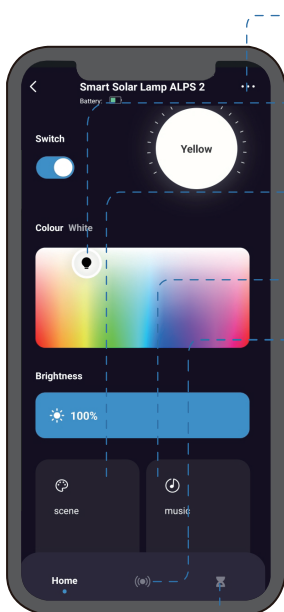 Smart Solar Lamp ALPS 2
Battery:
Switch
Yellow
Colour White
Brightness
100%
scene
music
Home